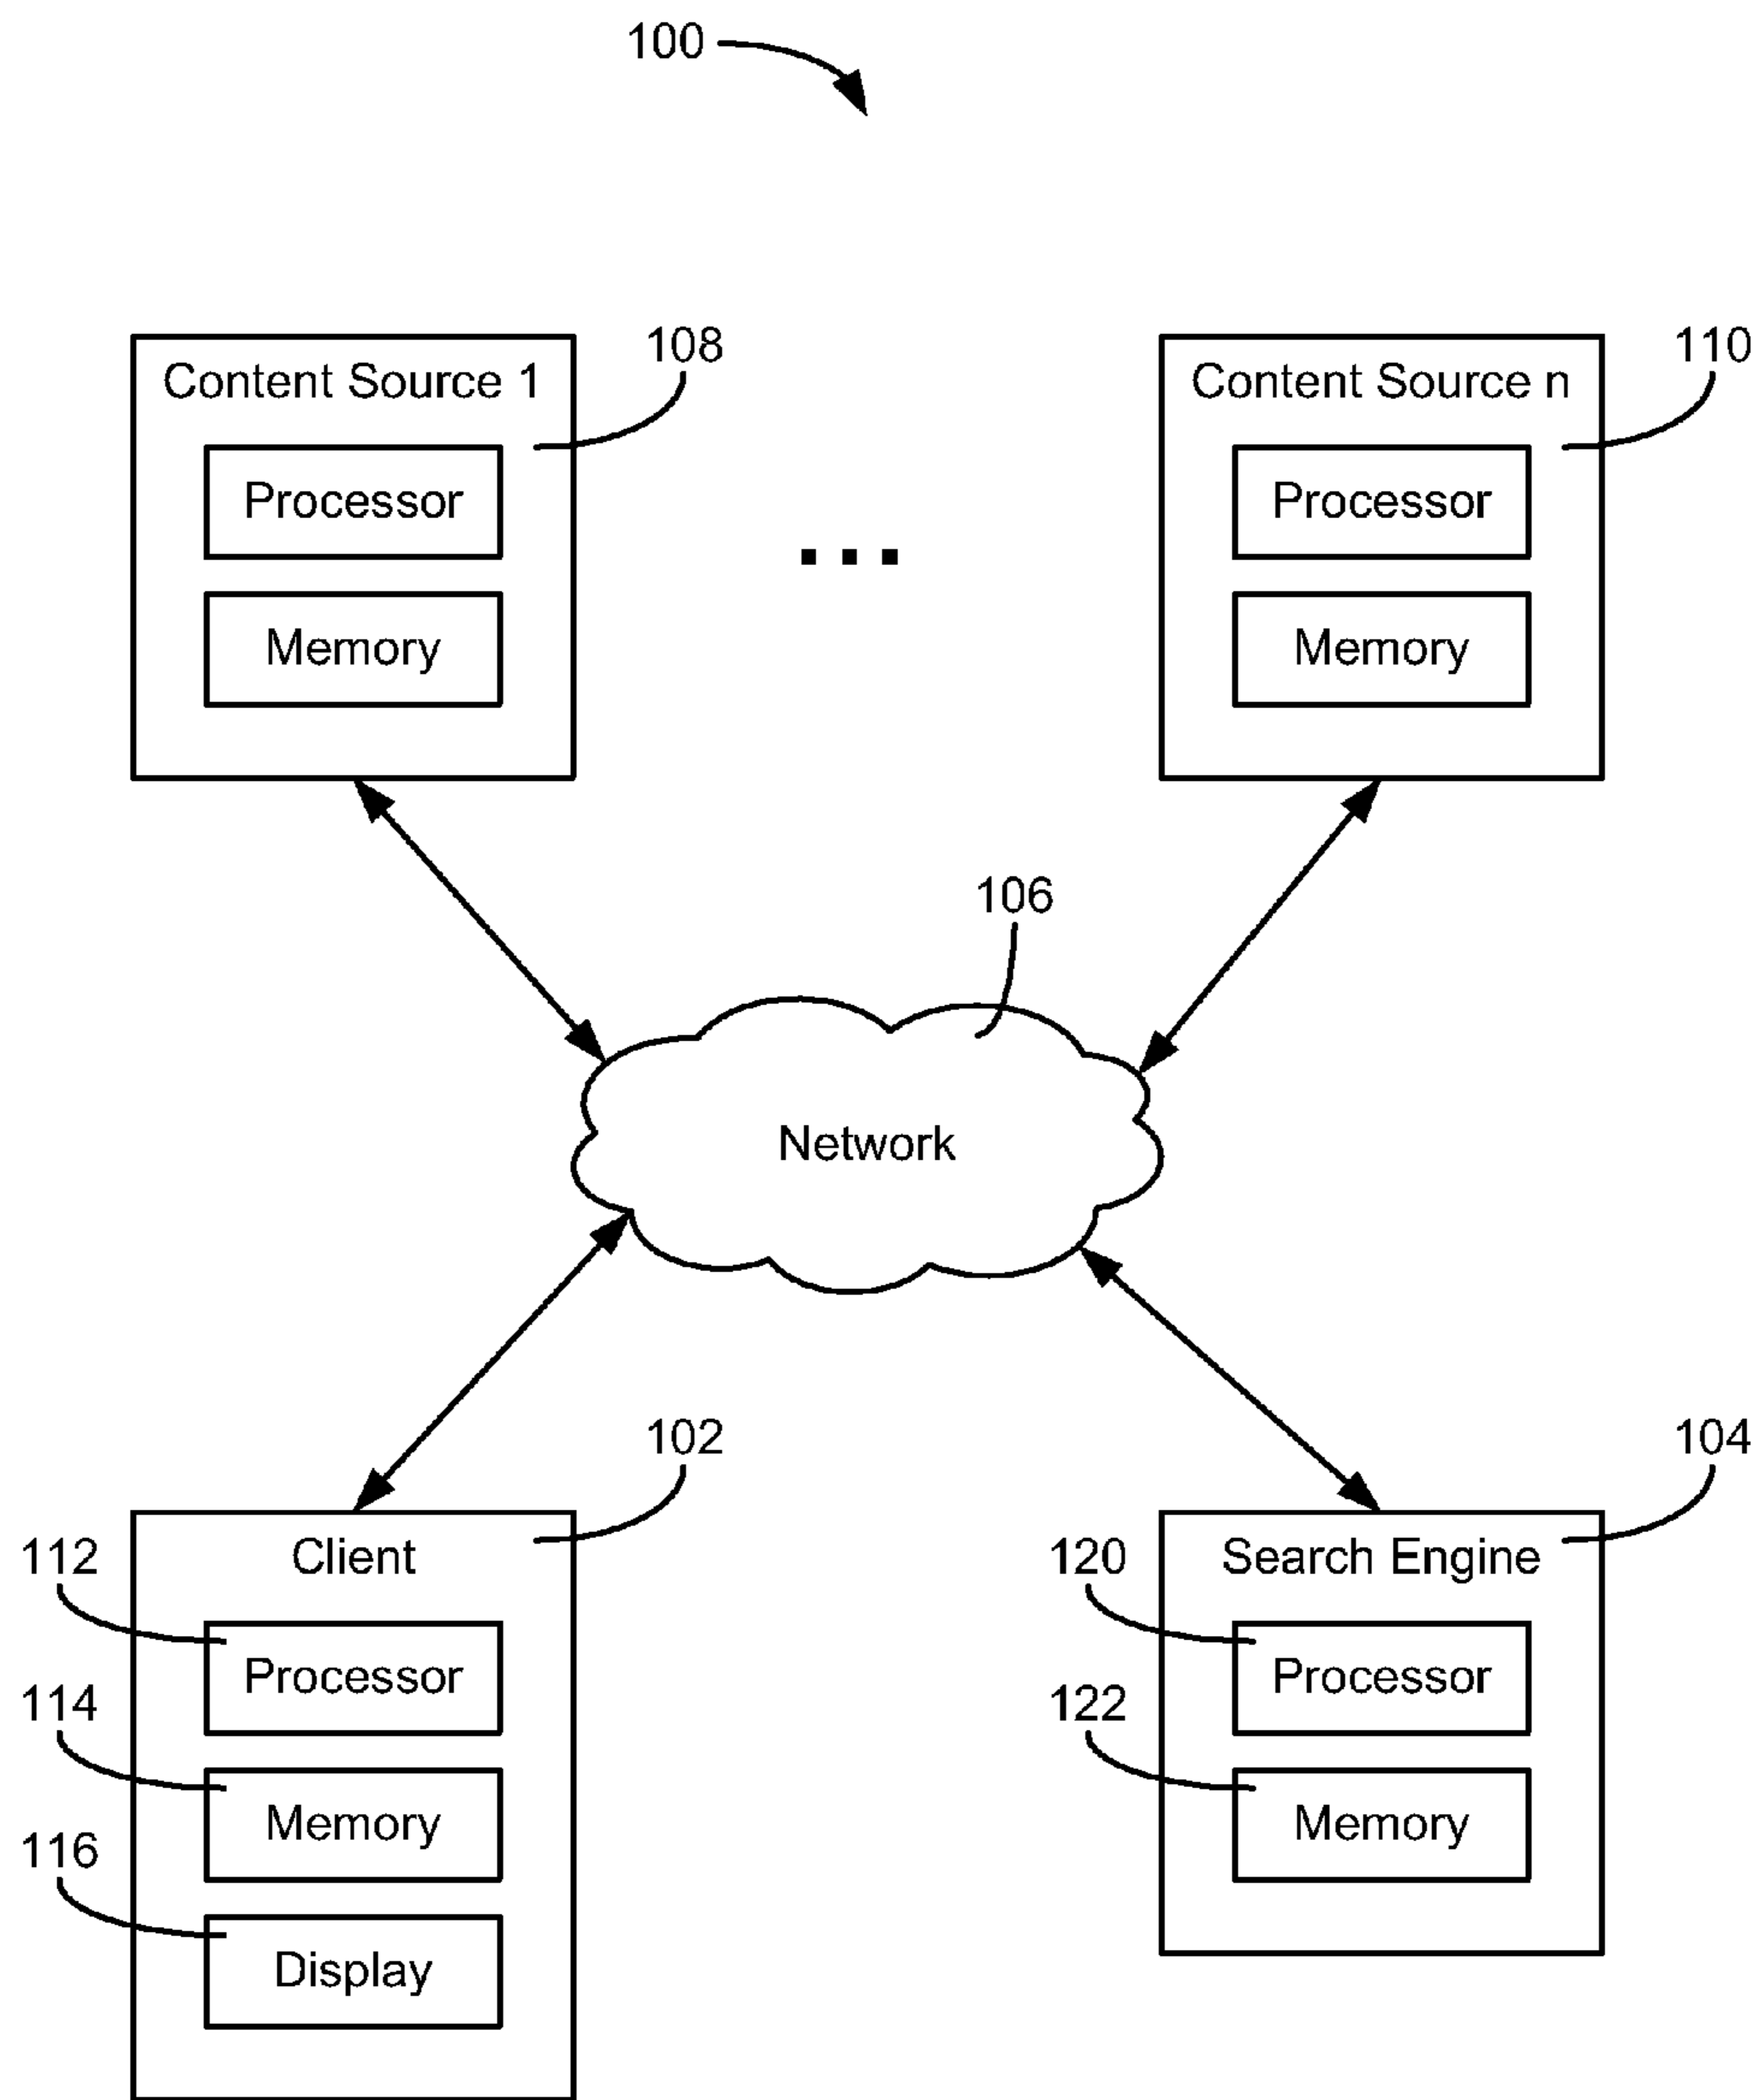 100
108
110
Content Source 1
Content Source n
Processor
Processor
Memory
Memory
...
106
Network
102
104
Client
Search Engine
112
120
Processor
Processor
114
122
Memory
Memory
116
Display